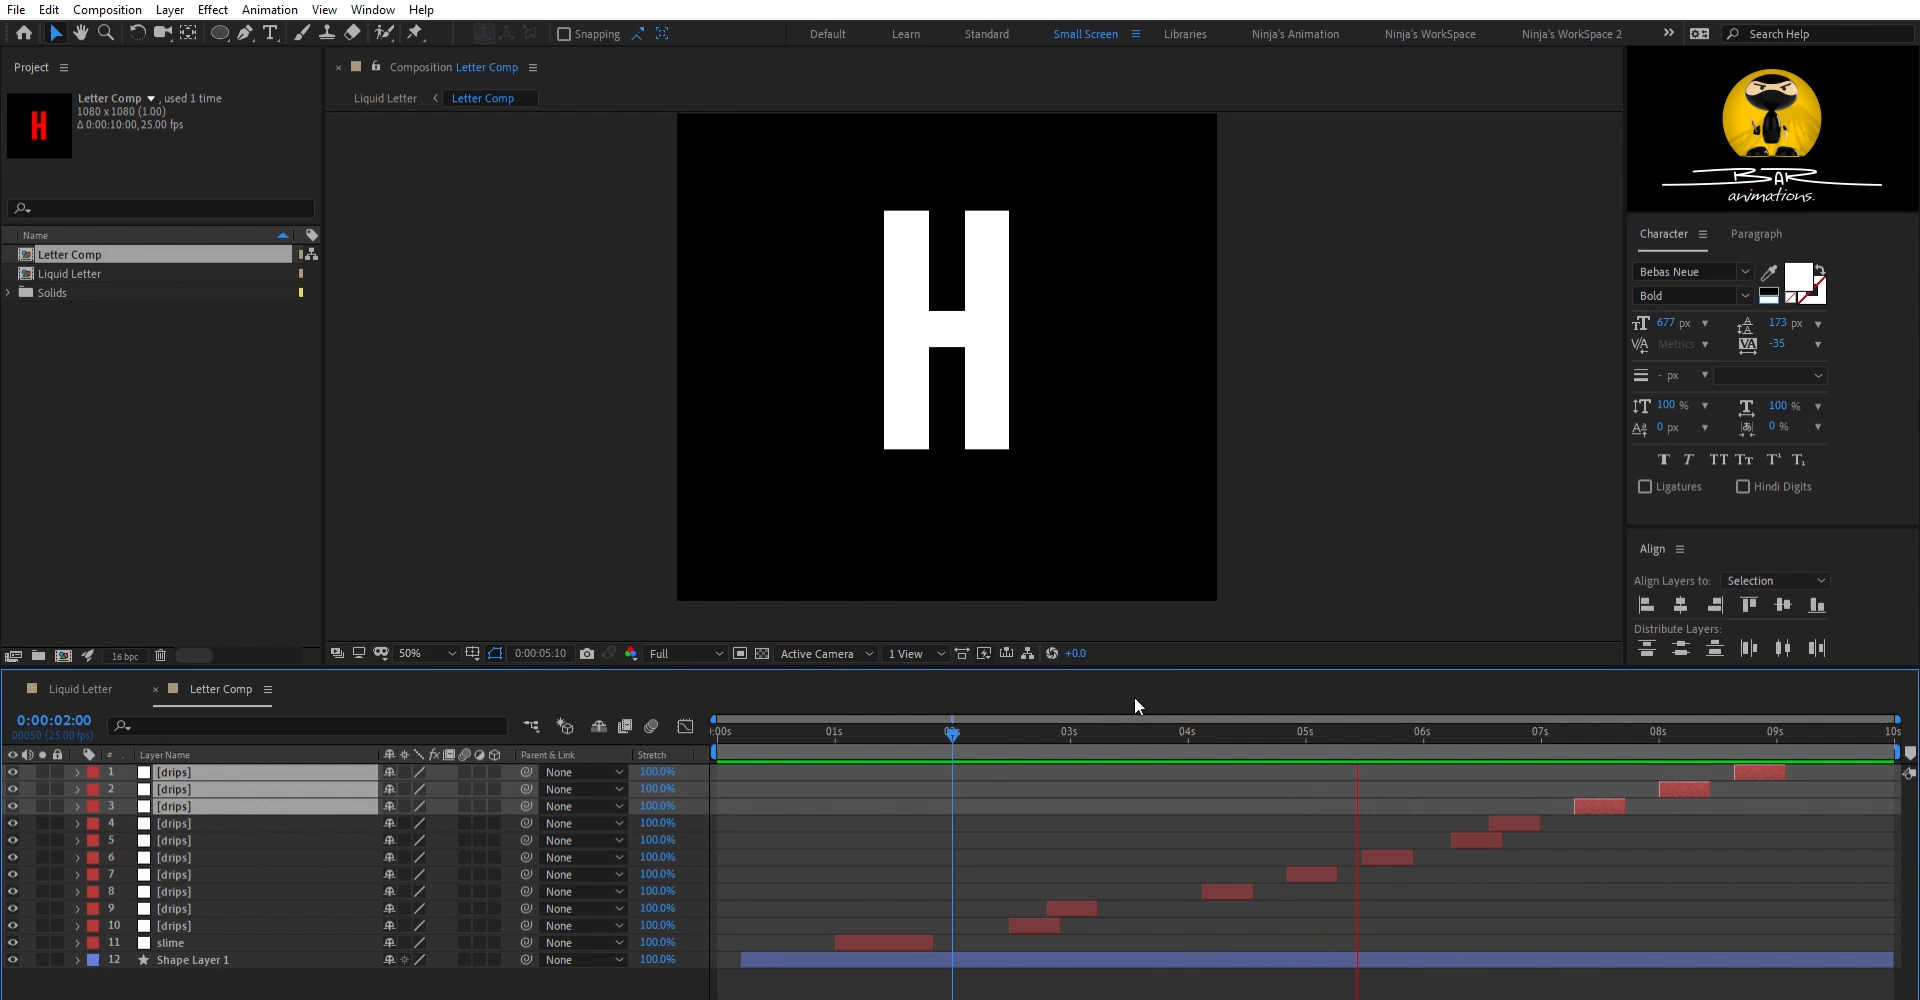 File Edit Composition Layer Effect Animation View Window Help
Snapping Default Learn Standard Small Screen Libraries Ninja's Animation Ninja's WorkSpace Ninja's WorkSpace 2 Search Help
Project
Letter Comp , used 1 time
1080 x 1080 (1.00)
Δ 0:00:10:00, 25.00 fps
H
Name
Letter Comp
Liquid Letter
Solids
16 bpc
Composition Letter Comp
Liquid Letter Letter Comp
H
50% 0:00:05:10 Full Active Camera 1 View +0.0
BAR
animations.
Character Paragraph
Bebas Neue
Bold
677 px 173 px
Metrics -35
- px
100 % 100 %
0 px 0 %
T T TT Tt T¹ T₁
Ligatures Hindi Digits
Align
Align Layers to: Selection
Distribute Layers:
Liquid Letter Letter Comp
0:00:02:00
00050 (25.00 fps)
:00s 01s 03s 04s 05s 06s 07s 08s 09s 10s
# Layer Name fx Parent & Link Stretch
1 [drips] None 100.0%
2 [drips] None 100.0%
3 [drips] None 100.0%
4 [drips] None 100.0%
5 [drips] None 100.0%
6 [drips] None 100.0%
7 [drips] None 100.0%
8 [drips] None 100.0%
9 [drips] None 100.0%
10 [drips] None 100.0%
11 slime None 100.0%
12 Shape Layer 1 None 100.0%